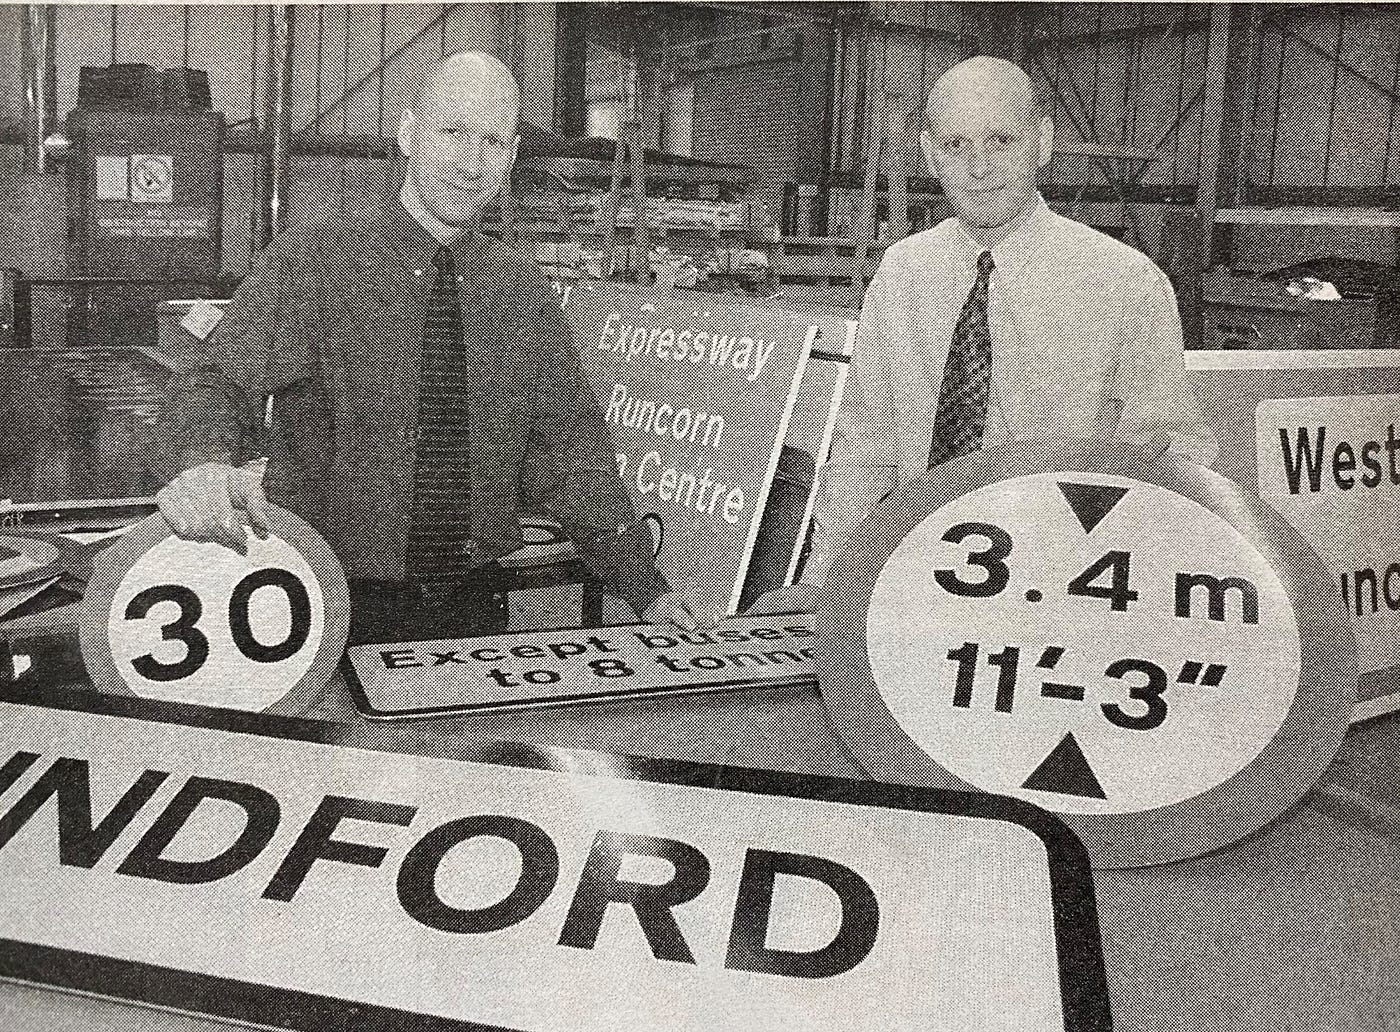 Expressway
Runcorn
Centre
West
30
Except buses
to 8 tonne
3.4 m
11'-3"
NDFORD